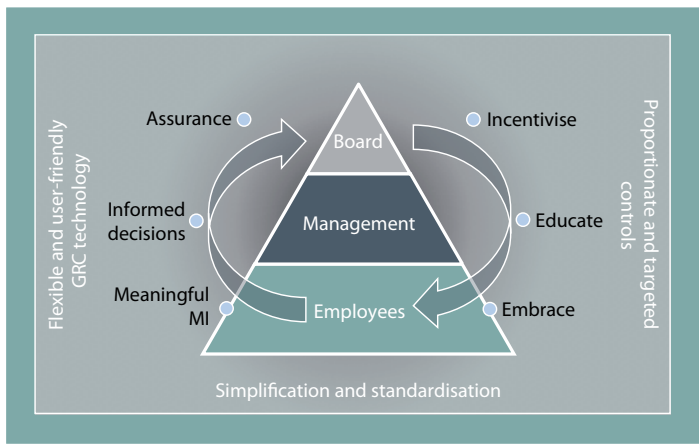 Assurance
Incentivise
Board
Flexible and user-friendly
GRC technology
Proportionate and targeted
controls
Informed
decisions
Management
Educate
Meaningful
MI
Employees
Embrace
Simplification and standardisation